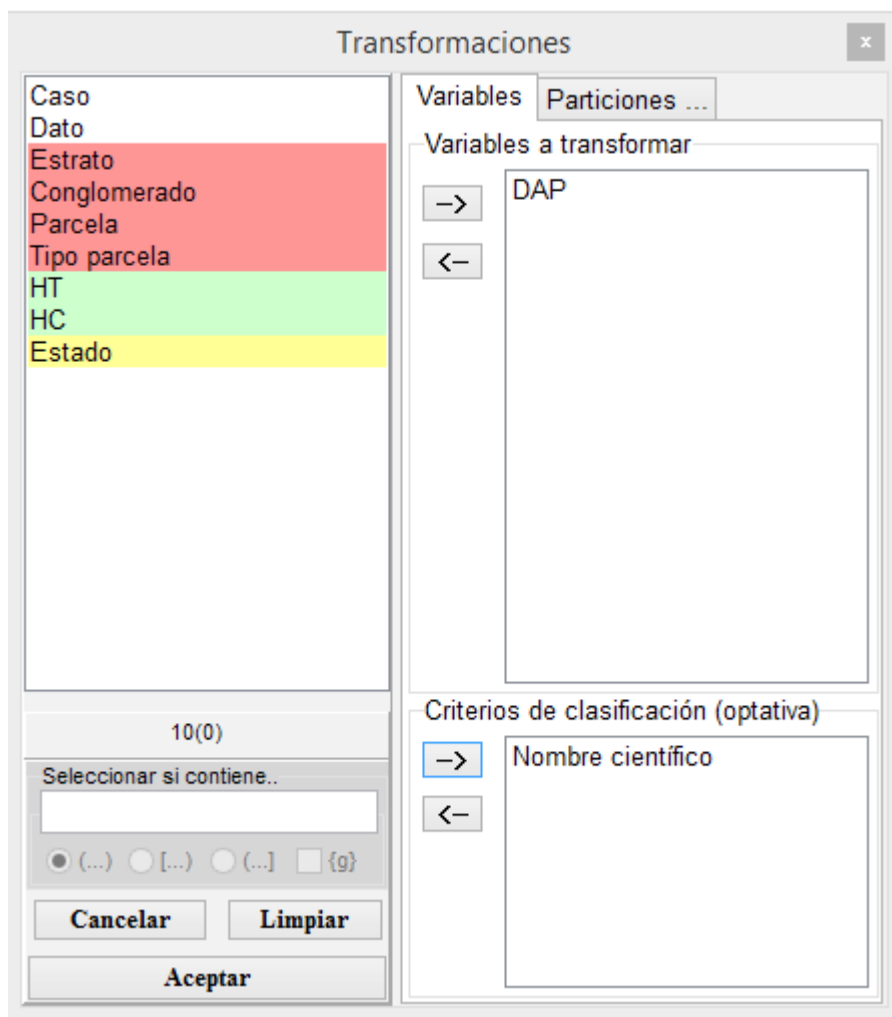 Transformaciones
x
Caso
Dato
Estrato
Conglomerado
Parcela
Tipo parcela
HT
HC
Estado
10(0)
Seleccionar si contiene..
(...) [...) (...] {g}
Cancelar Limpiar
Aceptar
Variables Particiones ...
Variables a transformar
-> DAP
<-
Criterios de clasificación (optativa)
-> Nombre científico
<-